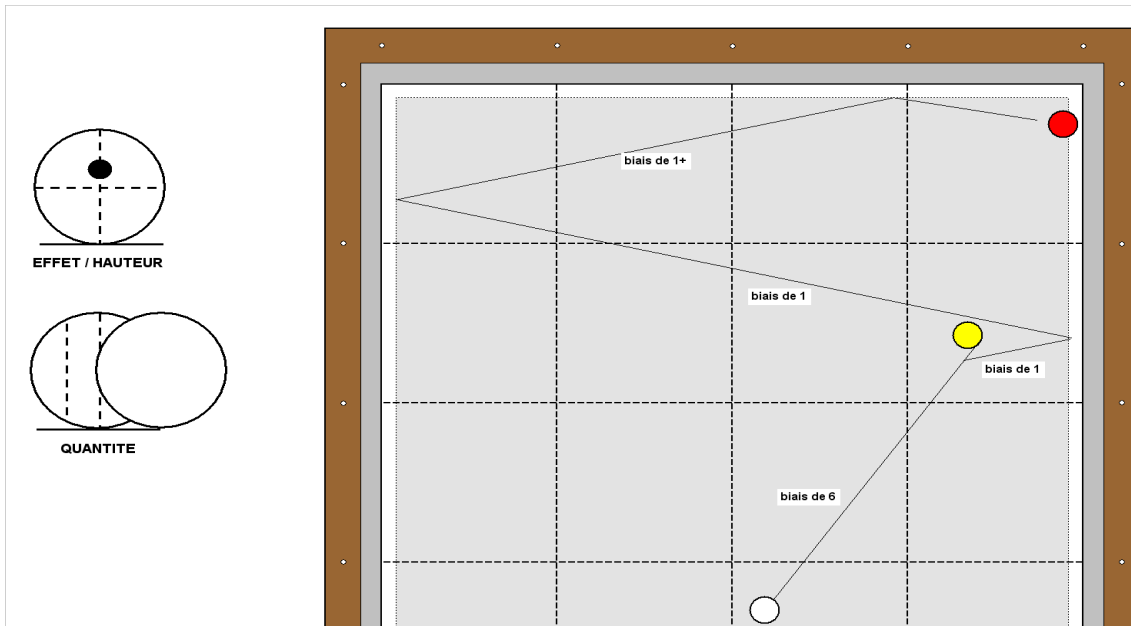 biais de 1+
EFFET / HAUTEUR
biais de 1
biais de 1
QUANTITE
biais de 6